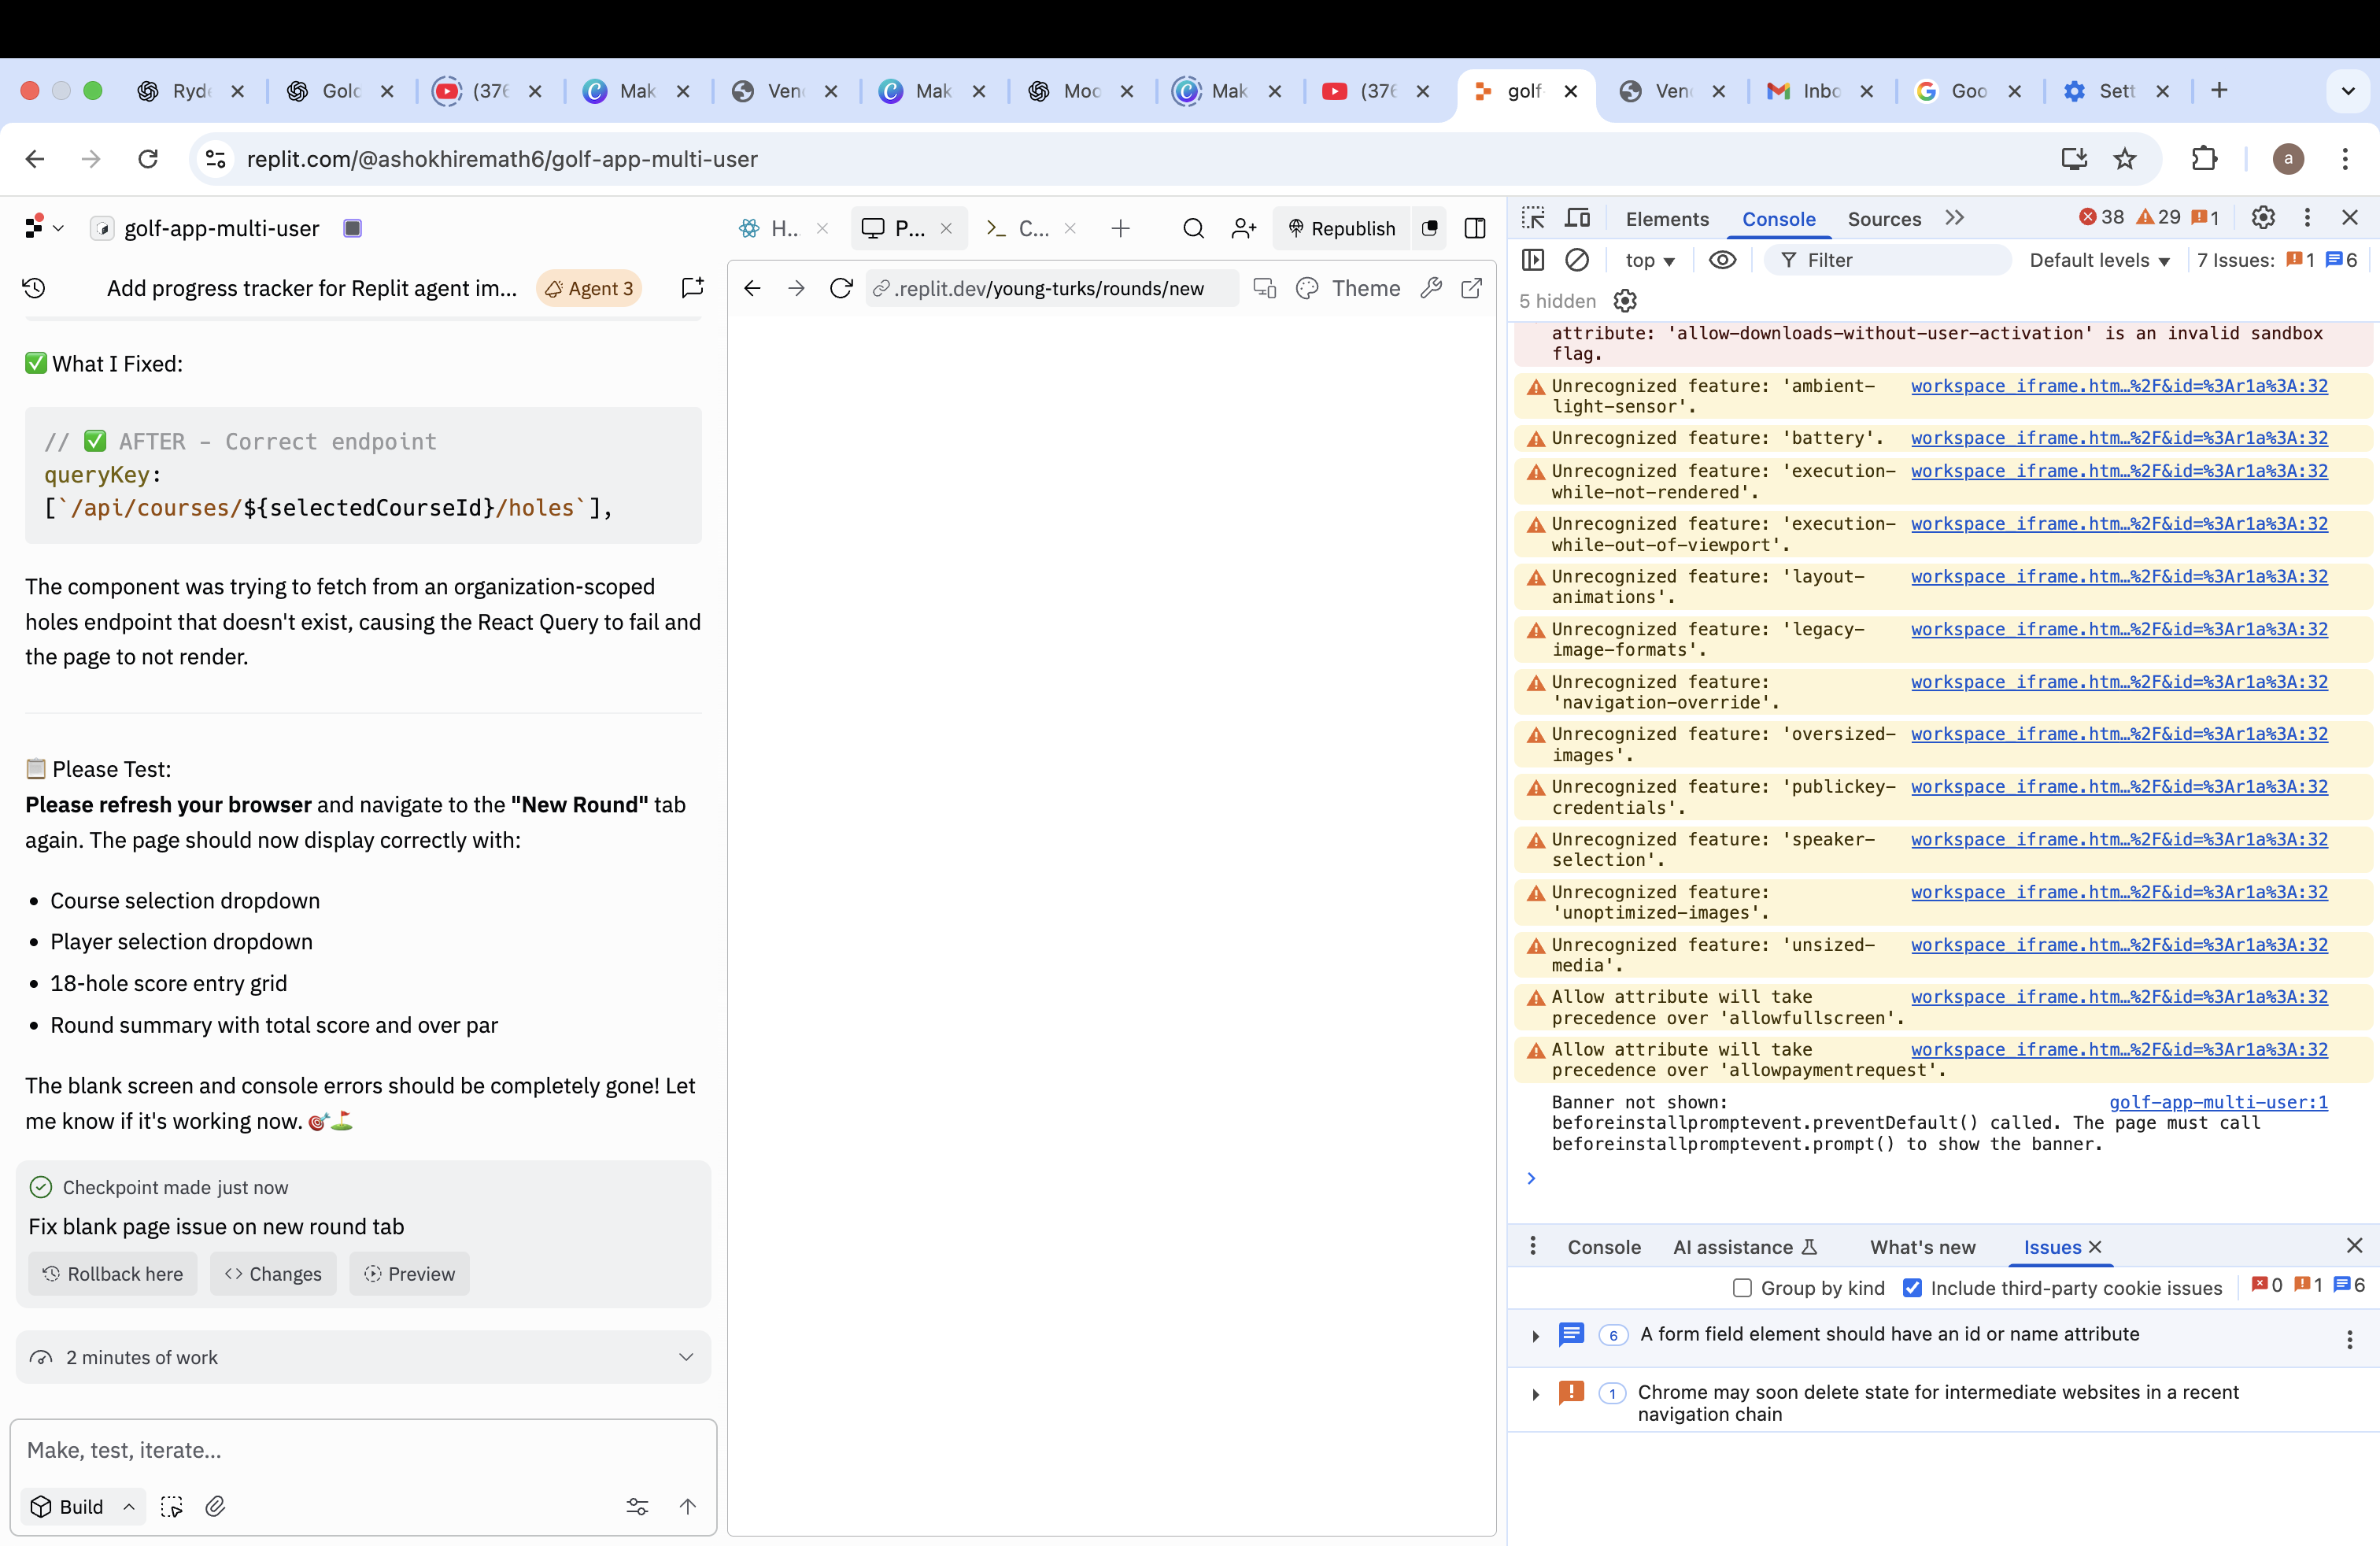 Ryde
Golc
(376
Mak
Ven
Mak
Moo
Mak
(376
golf-
Ven
Inbo
Goo
Sett
replit.com/@ashokhiremath6/golf-app-multi-user
a
golf-app-multi-user
H...
P...
C...
Republish
Add progress tracker for Replit agent im...
Agent 3
.replit.dev/young-turks/rounds/new
Theme
✅ What I Fixed:
// ✅ AFTER - Correct endpoint
queryKey:
[`/api/courses/${selectedCourseId}/holes`],
The component was trying to fetch from an organization-scoped
holes endpoint that doesn't exist, causing the React Query to fail and
the page to not render.
📋 Please Test:
Please refresh your browser and navigate to the "New Round" tab
again. The page should now display correctly with:
• Course selection dropdown
• Player selection dropdown
• 18-hole score entry grid
• Round summary with total score and over par
The blank screen and console errors should be completely gone! Let
me know if it's working now. 🎯⛳
Checkpoint made just now
Fix blank page issue on new round tab
Rollback here
Changes
Preview
2 minutes of work
Make, test, iterate...
Build
Elements
Console
Sources
38
29
1
top
Filter
Default levels
7 Issues:
1
6
5 hidden
attribute: 'allow-downloads-without-user-activation' is an invalid sandbox
flag.
Unrecognized feature: 'ambient- workspace_iframe.htm…%2F&id=%3Ar1a%3A:32
light-sensor'.
Unrecognized feature: 'battery'. workspace_iframe.htm…%2F&id=%3Ar1a%3A:32
Unrecognized feature: 'execution- workspace_iframe.htm…%2F&id=%3Ar1a%3A:32
while-not-rendered'.
Unrecognized feature: 'execution- workspace_iframe.htm…%2F&id=%3Ar1a%3A:32
while-out-of-viewport'.
Unrecognized feature: 'layout- workspace_iframe.htm…%2F&id=%3Ar1a%3A:32
animations'.
Unrecognized feature: 'legacy- workspace_iframe.htm…%2F&id=%3Ar1a%3A:32
image-formats'.
Unrecognized feature: workspace_iframe.htm…%2F&id=%3Ar1a%3A:32
'navigation-override'.
Unrecognized feature: 'oversized- workspace_iframe.htm…%2F&id=%3Ar1a%3A:32
images'.
Unrecognized feature: 'publickey- workspace_iframe.htm…%2F&id=%3Ar1a%3A:32
credentials'.
Unrecognized feature: 'speaker- workspace_iframe.htm…%2F&id=%3Ar1a%3A:32
selection'.
Unrecognized feature: workspace_iframe.htm…%2F&id=%3Ar1a%3A:32
'unoptimized-images'.
Unrecognized feature: 'unsized- workspace_iframe.htm…%2F&id=%3Ar1a%3A:32
media'.
Allow attribute will take workspace_iframe.htm…%2F&id=%3Ar1a%3A:32
precedence over 'allowfullscreen'.
Allow attribute will take workspace_iframe.htm…%2F&id=%3Ar1a%3A:32
precedence over 'allowpaymentrequest'.
Banner not shown: golf-app-multi-user:1
beforeinstallpromptevent.preventDefault() called. The page must call
beforeinstallpromptevent.prompt() to show the banner.
Console
AI assistance
What's new
Issues
Group by kind
Include third-party cookie issues
0
1
6
6 A form field element should have an id or name attribute
1 Chrome may soon delete state for intermediate websites in a recent
navigation chain